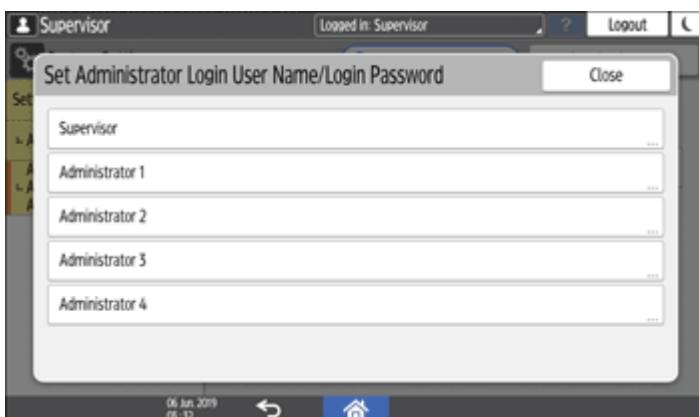 Supervisor
Logged in: Supervisor
?
Logout
Set Administrator Login User Name/Login Password
Close
Set
Supervisor
...
Administrator 1
...
Administrator 2
...
Administrator 3
...
Administrator 4
...
06 Jun. 2019